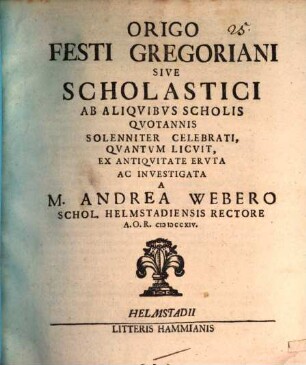 ORIGO
25.
FESTI GREGORIANI
SIVE
SCHOLASTICI
AB ALIQVIBVS SCHOLIS
QVOTANNIS
SOLENNITER CELEBRATI,
QVANTVM LICVIT,
EX ANTIQVITATE ERVTA
AC INVESTIGATA
A
M. ANDREA WEBERO
SCHOL. HELMSTADIENSIS RECTORE
A.O.R. CIƆIƆCCXIV.
HELMSTADII
LITTERIS HAMMIANIS